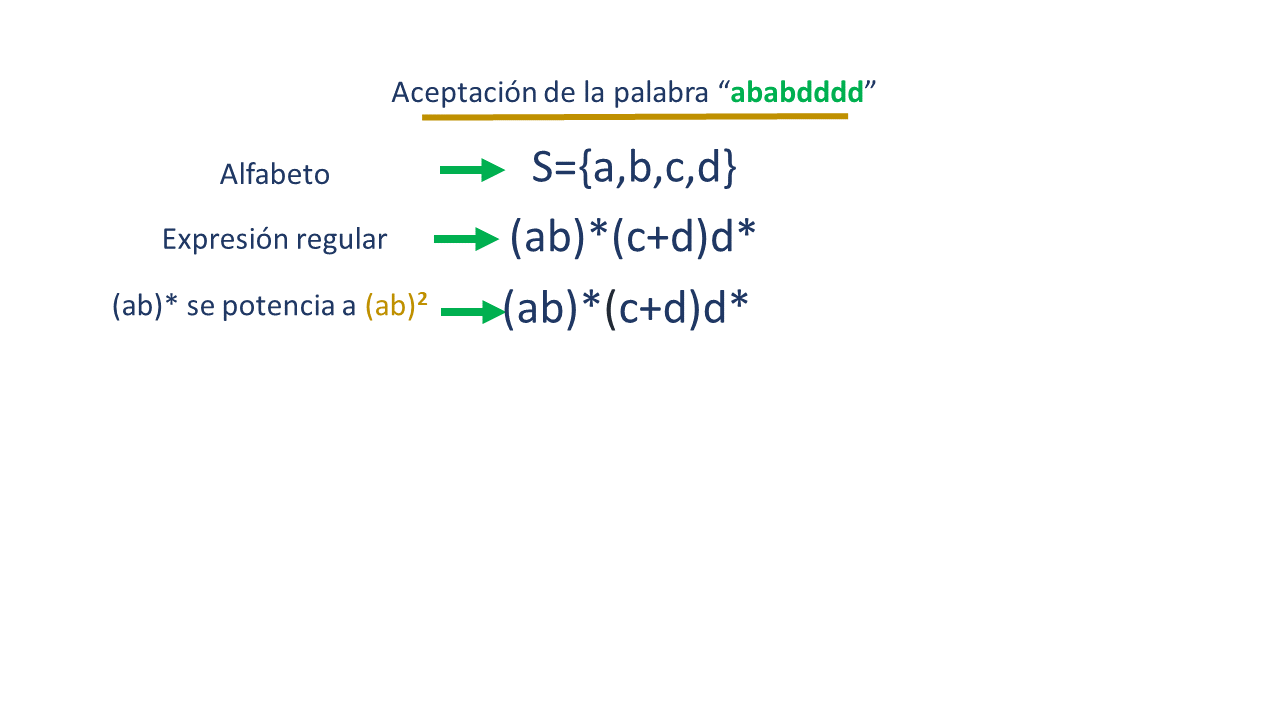 Aceptación de la palabra “ababdddd”
Alfabeto S={a,b,c,d}
Expresión regular (ab)*(c+d)d*
(ab)* se potencia a (ab)² (ab)*(c+d)d*